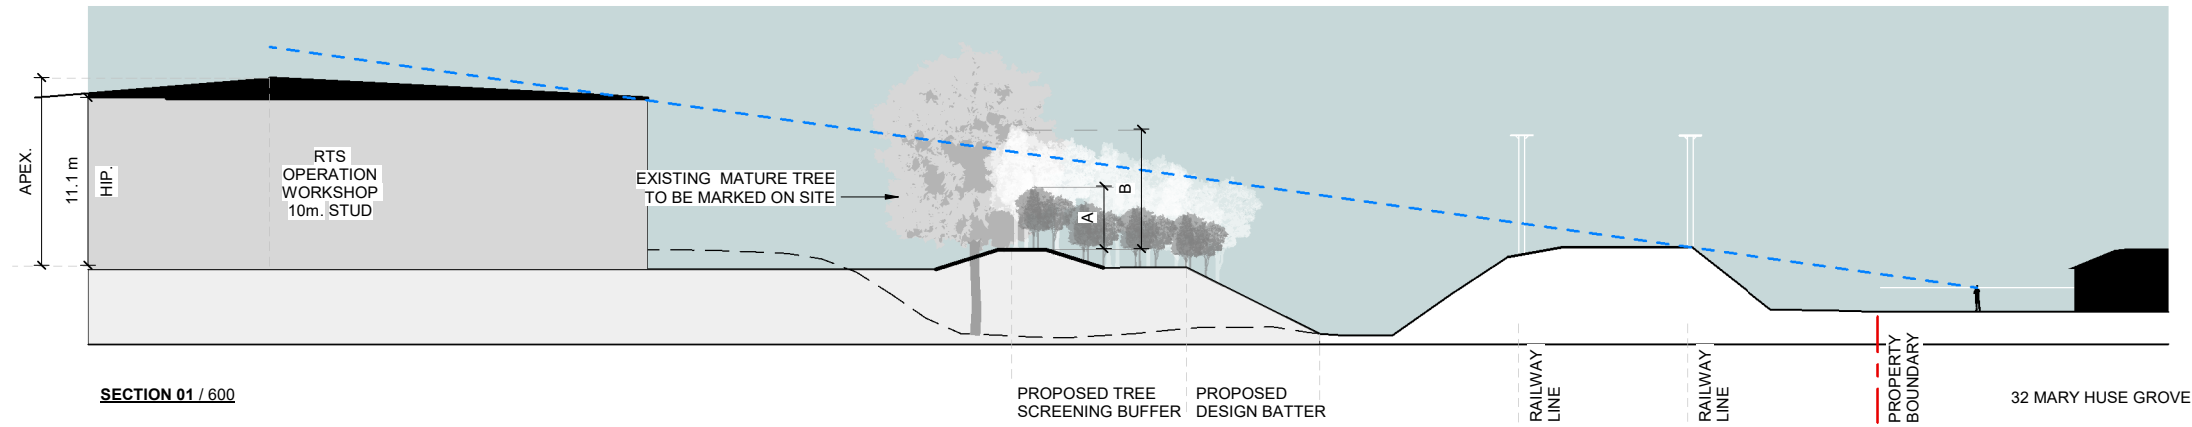 APEX.
11.1 m
HIP.
RTS
OPERATION
WORKSHOP
10m. STUD
EXISTING MATURE TREE
TO BE MARKED ON SITE
A
B
SECTION 01 / 600
PROPOSED TREE
SCREENING BUFFER
PROPOSED
DESIGN BATTER
RAILWAY
LINE
RAILWAY
LINE
PROPERTY
BOUNDARY
32 MARY HUSE GROVE